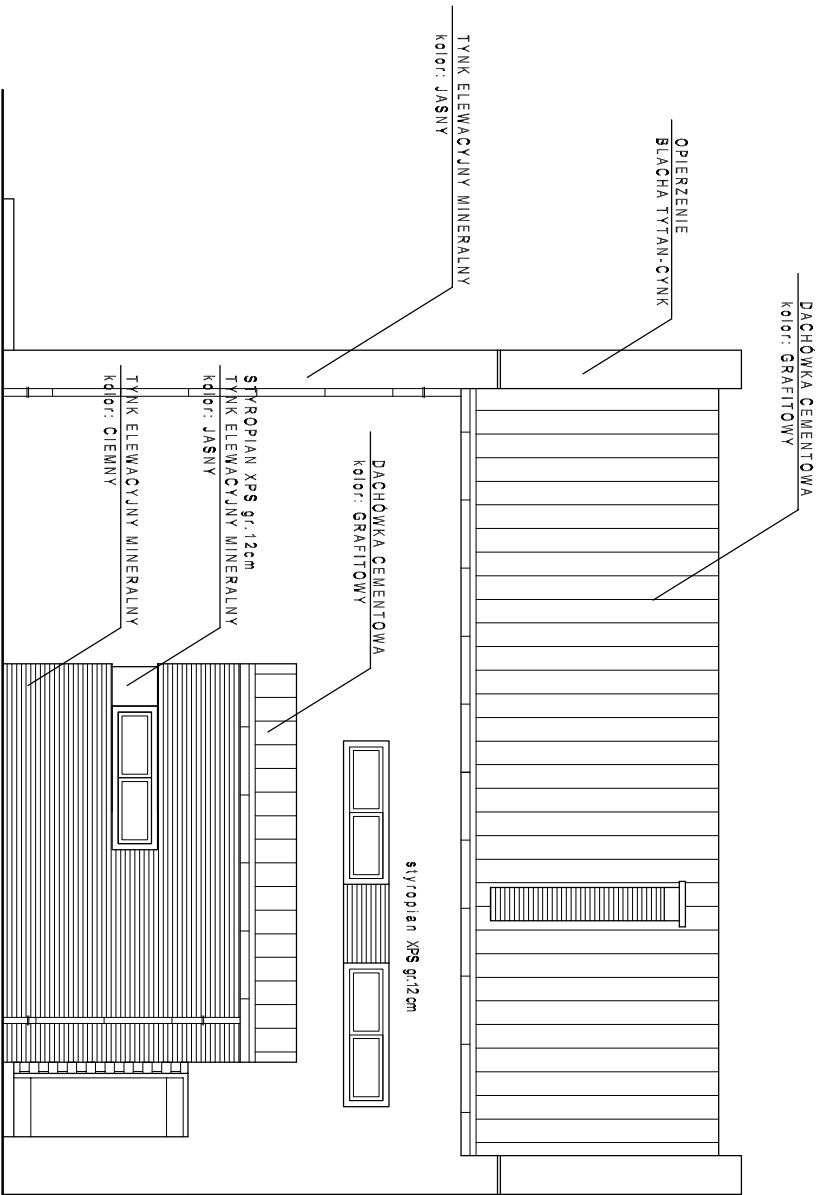 DACHÓWKA CEMENTOWA
kolor: GRAFITOWY
OPIERZENIE
BLACHA TYTAN-CYNK
TYNK ELEWACYJNY MINERALNY
kolor: JASNY
styropian XPS gr.12cm
DACHÓWKA CEMENTOWA
kolor: GRAFITOWY
STYROPIAN XPS gr.12cm
TYNK ELEWACYJNY MINERALNY
kolor: JASNY
TYNK ELEWACYJNY MINERALNY
kolor: CIEMNY